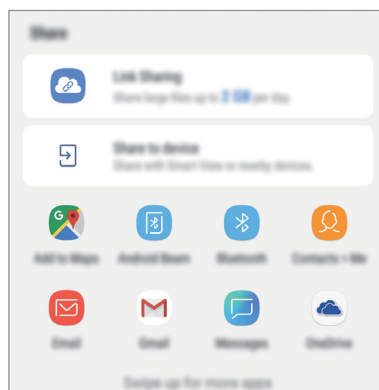 Share
Link Sharing
Share large files up to 2 GB per day.
Share to device
Share with Smart View or nearby devices.
Add to Maps Android Beam Bluetooth Contacts - Me
Email Gmail Messages OneDrive
Swipe up for more apps